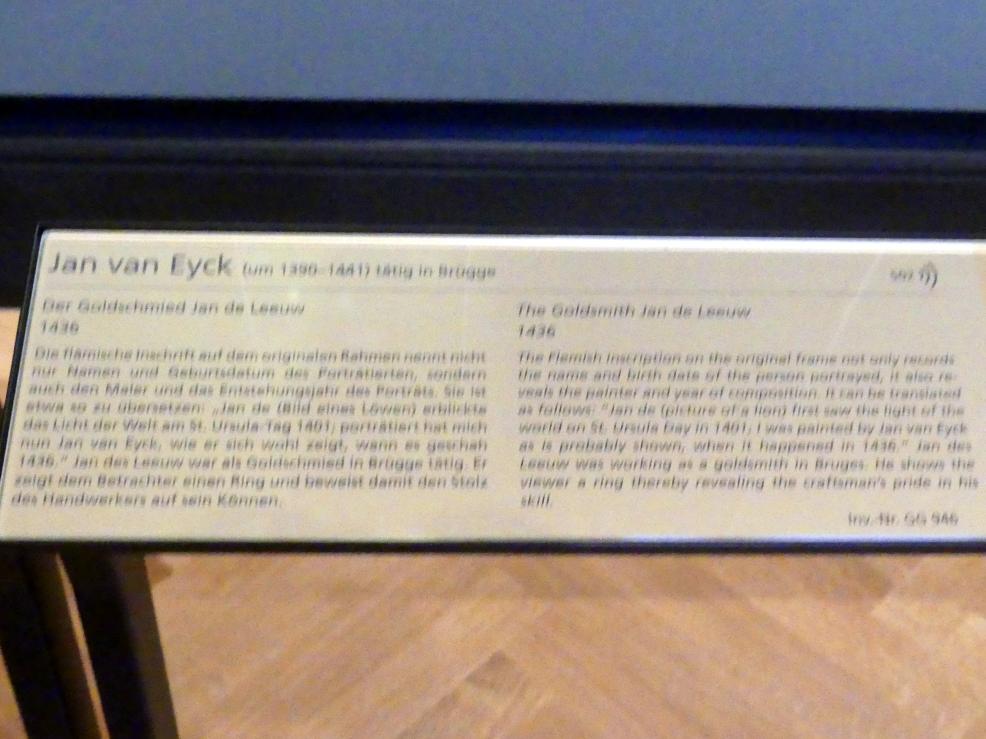 Jan van Eyck (um 1390–1441) tätig in Brügge
502
Der Goldschmied Jan de Leeuw
1436
Die flämische Inschrift auf dem originalen Rahmen nennt nicht
nur Namen und Geburtsdatum des Porträtierten, sondern
auch den Maler und das Entstehungsjahr des Porträts. Sie ist
etwa so zu übersetzen: „Jan de (Bild eines Löwen) erblickte
das Licht der Welt am St. Ursula-Tag 1401; porträtiert hat mich
nun Jan van Eyck, wie er sich wohl zeigt, wann es geschah
1436.“ Jan des Leeuw war als Goldschmied in Brügge tätig. Er
zeigt dem Betrachter einen Ring und beweist damit den Stolz
des Handwerkers auf sein Können.
The Goldsmith Jan de Leeuw
1436
The Flemish inscription on the original frame not only records
the name and birth date of the person portrayed, it also re-
veals the painter and year of composition. It can be translated
as follows: "Jan de (picture of a lion) first saw the light of the
world on St. Ursula Day in 1401, I was painted by Jan van Eyck
as is probably shown, when it happened in 1436." Jan des
Leeuw was working as a goldsmith in Bruges. He shows the
viewer a ring thereby revealing the craftsman's pride in his
skill.
Inv.-Nr. GG 946